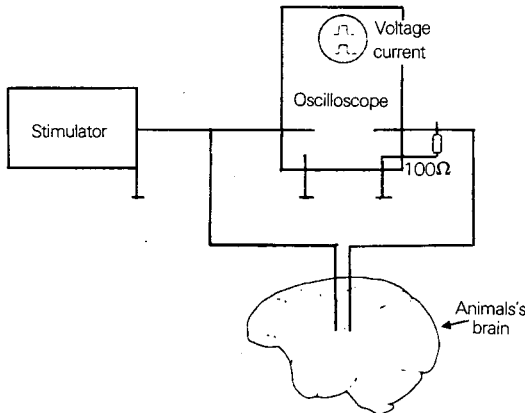 Voltage
current
Oscilloscope
Stimulator
100Ω
Animals's
brain